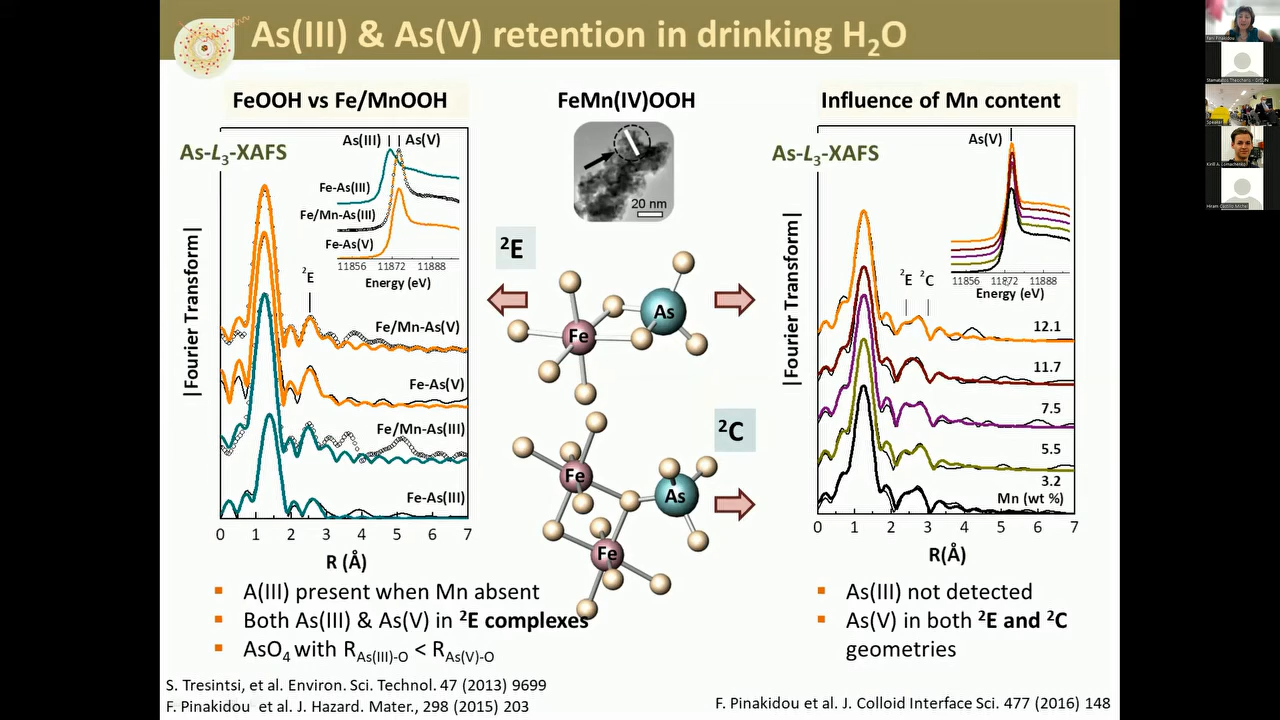 As(III) & As(V) retention in drinking H2O
FeOOH vs Fe/MnOOH
As-L3-XAFS
As(III)
As(V)
Fe-As(III)
Fe/Mn-As(III)
Fe-As(V)
11856 11872 11888
Energy (eV)
2E
Fe/Mn-As(V)
Fe-As(V)
Fe/Mn-As(III)
Fe-As(III)
|Fourier Transform|
0 1 2 3 4 5 6 7
R (Å)
A(III) present when Mn absent
Both As(III) & As(V) in 2E complexes
AsO4 with RAs(III)-O < RAs(V)-O
S. Tresintsi, et al. Environ. Sci. Technol. 47 (2013) 9699
F. Pinakidou et al. J. Hazard. Mater., 298 (2015) 203
FeMn(IV)OOH
20 nm
2E
As
Fe
2C
Fe
As
Fe
Influence of Mn content
As-L3-XAFS
As(V)
11856 11872 11888
Energy (eV)
2E 2C
12.1
11.7
7.5
5.5
3.2
Mn (wt %)
|Fourier Transform|
0 1 2 3 4 5 6 7
R(Å)
As(III) not detected
As(V) in both 2E and 2C
geometries
F. Pinakidou et al. J. Colloid Interface Sci. 477 (2016) 148
Speaker
Kirill A. Lomachenko